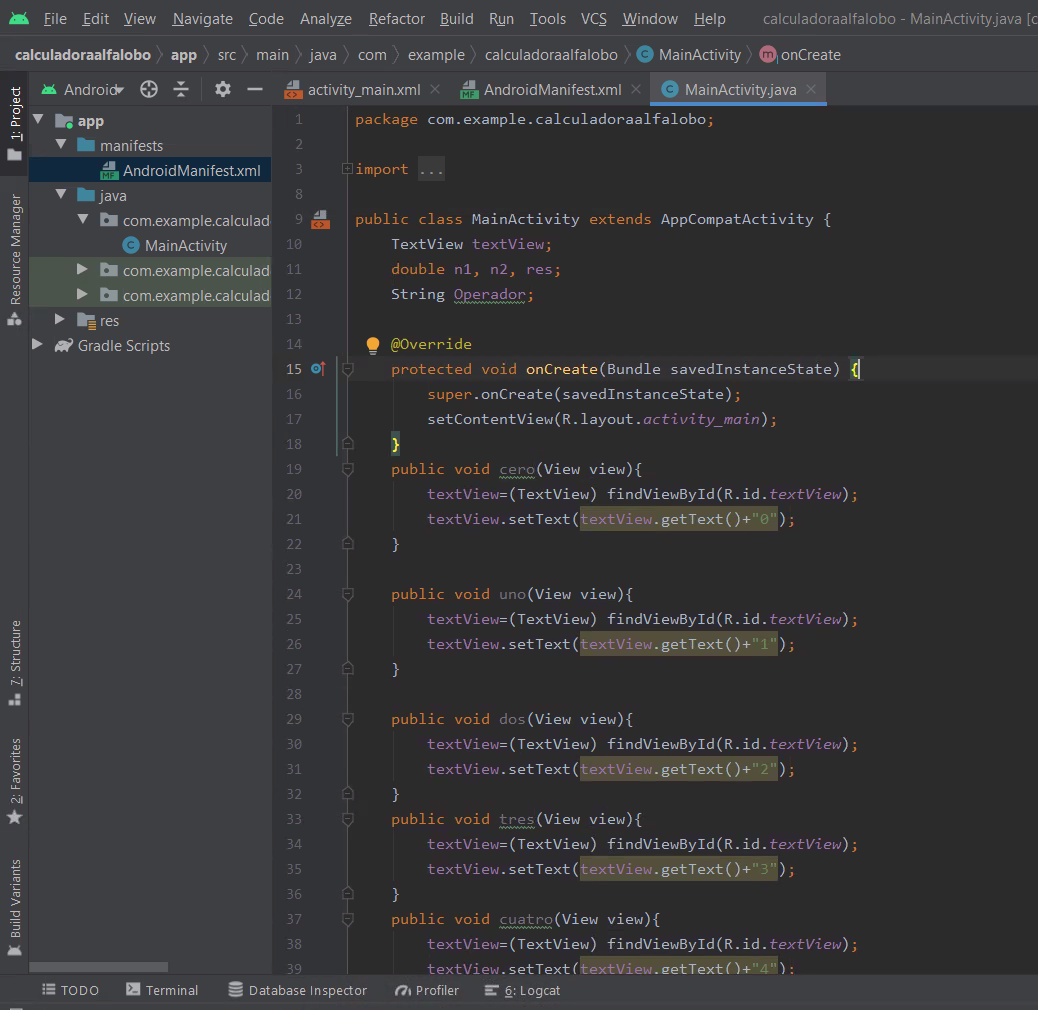 File Edit View Navigate Code Analyze Refactor Build Run Tools VCS Window Help calculadoraalfalobo - MainActivity.java [c
calculadoraalfalobo app src main java com example calculadoraalfalobo C MainActivity m onCreate
1: Project
Resource Manager
7: Structure
2: Favorites
Build Variants
Android
app
manifests
MF AndroidManifest.xml
java
com.example.calculad
C MainActivity
com.example.calculad
com.example.calculad
res
Gradle Scripts
activity_main.xml MF AndroidManifest.xml C MainActivity.java
1 package com.example.calculadoraalfalobo;
2
3 import ...
8
9 public class MainActivity extends AppCompatActivity {
10 TextView textView;
11 double n1, n2, res;
12 String Operador;
13
14 @Override
15 protected void onCreate(Bundle savedInstanceState) {
16 super.onCreate(savedInstanceState);
17 setContentView(R.layout.activity_main);
18 }
19 public void cero(View view){
20 textView=(TextView) findViewById(R.id.textView);
21 textView.setText(textView.getText()+"0");
22 }
23
24 public void uno(View view){
25 textView=(TextView) findViewById(R.id.textView);
26 textView.setText(textView.getText()+"1");
27 }
28
29 public void dos(View view){
30 textView=(TextView) findViewById(R.id.textView);
31 textView.setText(textView.getText()+"2");
32 }
33 public void tres(View view){
34 textView=(TextView) findViewById(R.id.textView);
35 textView.setText(textView.getText()+"3");
36 }
37 public void cuatro(View view){
38 textView=(TextView) findViewById(R.id.textView);
39 textView.setText(textView.getText()+"4");
TODO Terminal Database Inspector Profiler 6: Logcat